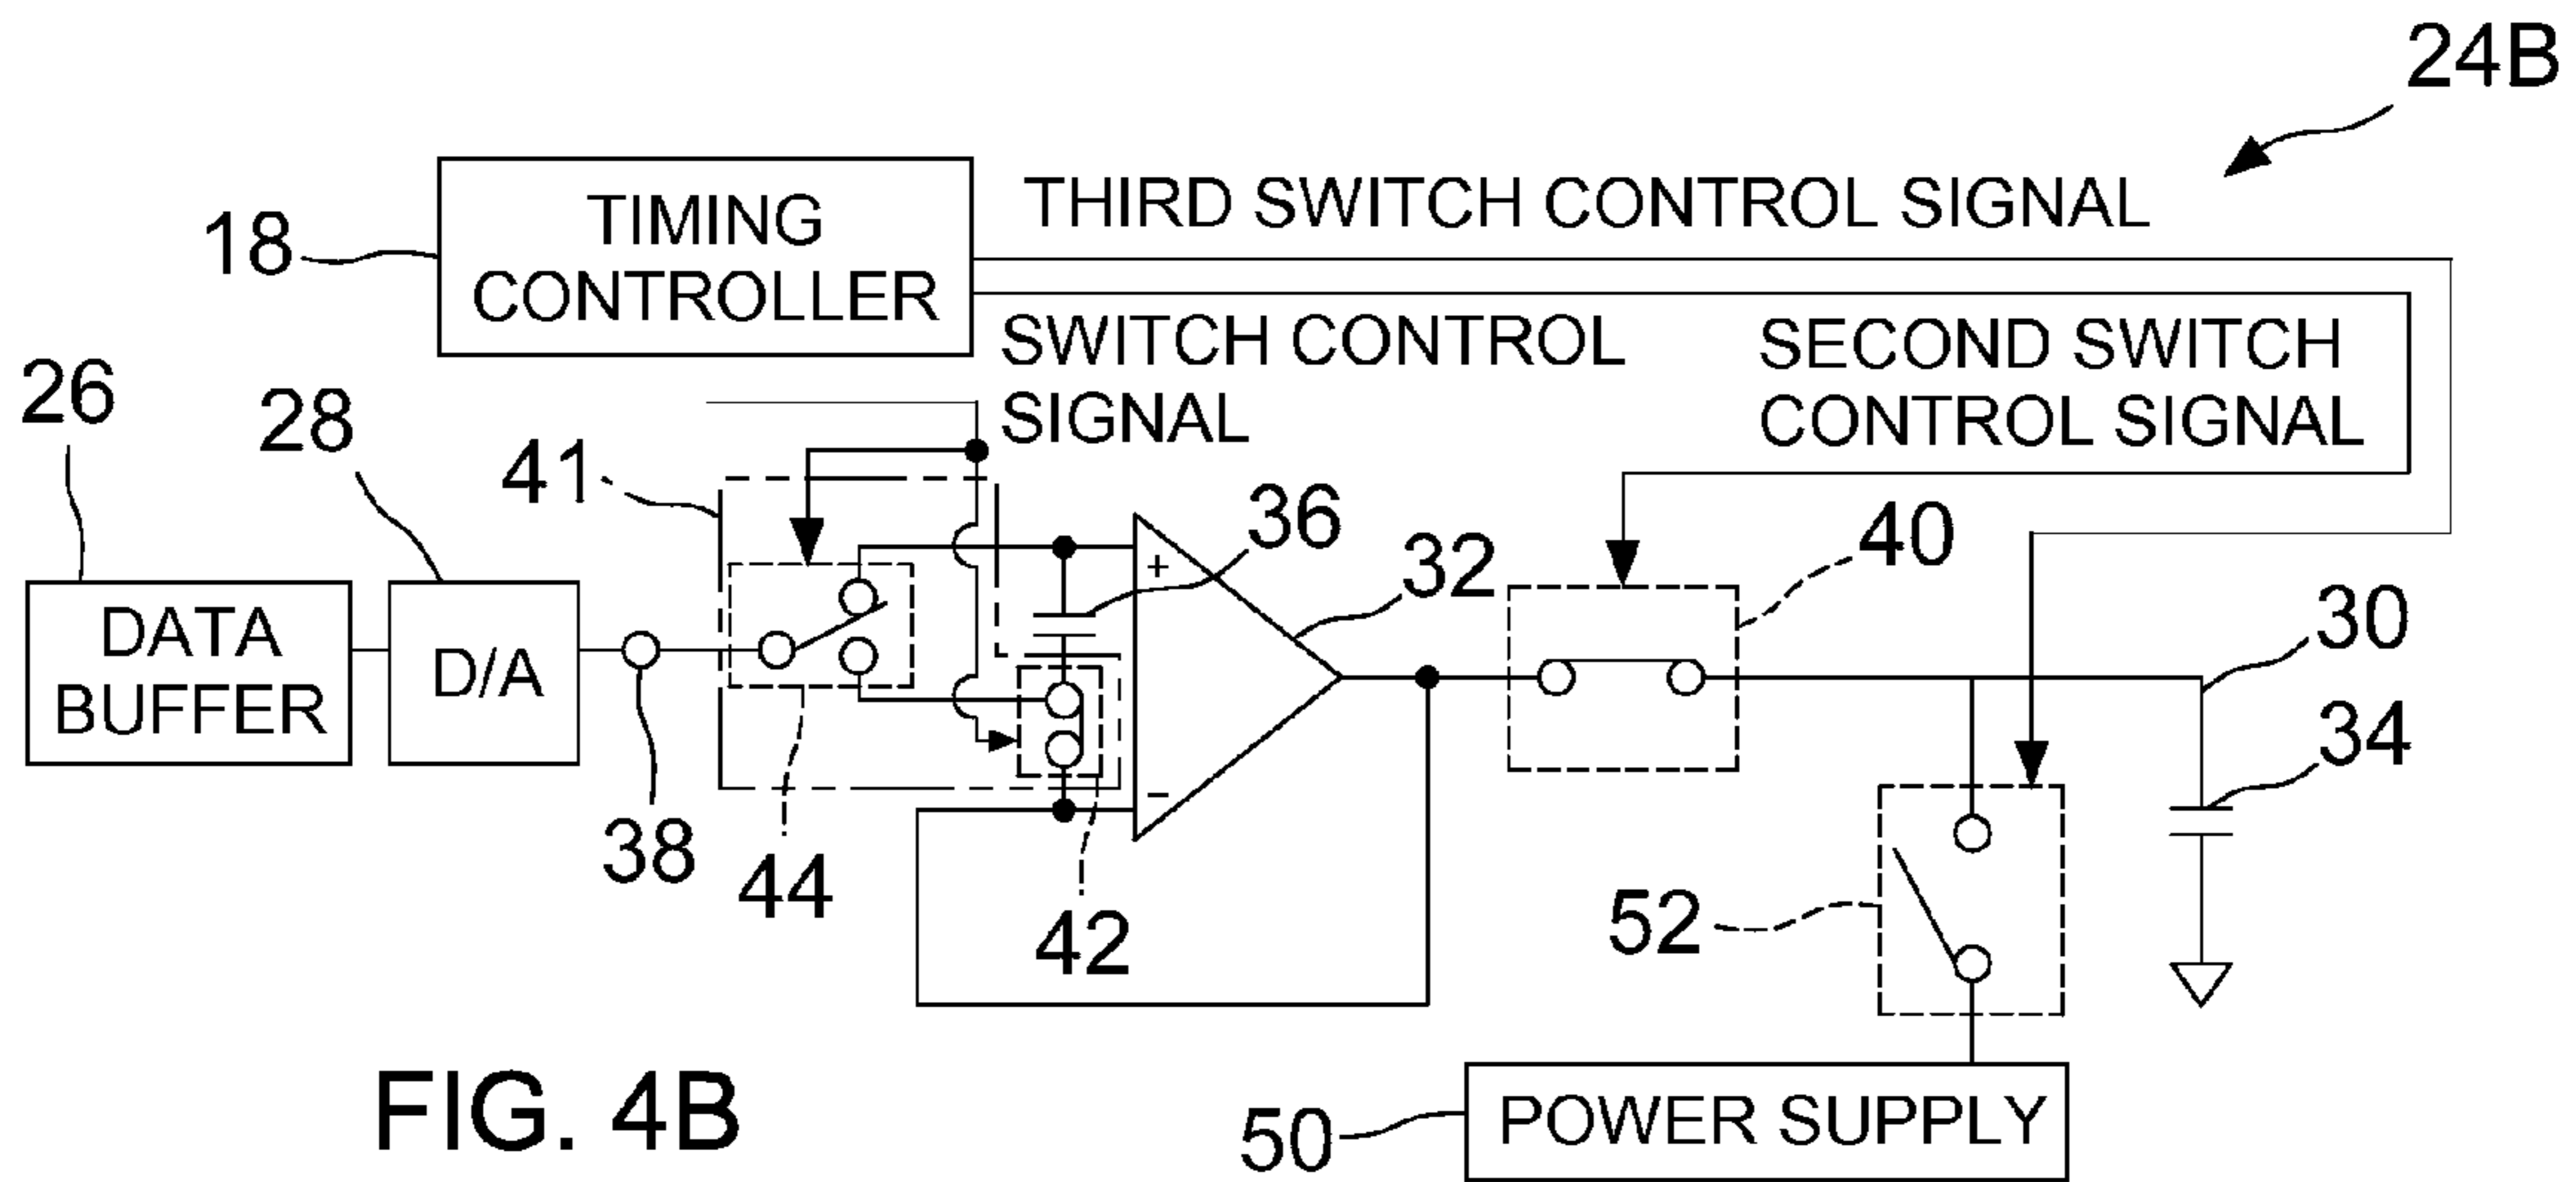 24B
THIRD SWITCH CONTROL SIGNAL
TIMING
CONTROLLER
18
SWITCH CONTROL
SIGNAL
SECOND SWITCH
CONTROL SIGNAL
26
28
41
36
32
40
30
+
DATA
BUFFER
D/A
34
−
38
44
42
52
FIG. 4B
50
POWER SUPPLY